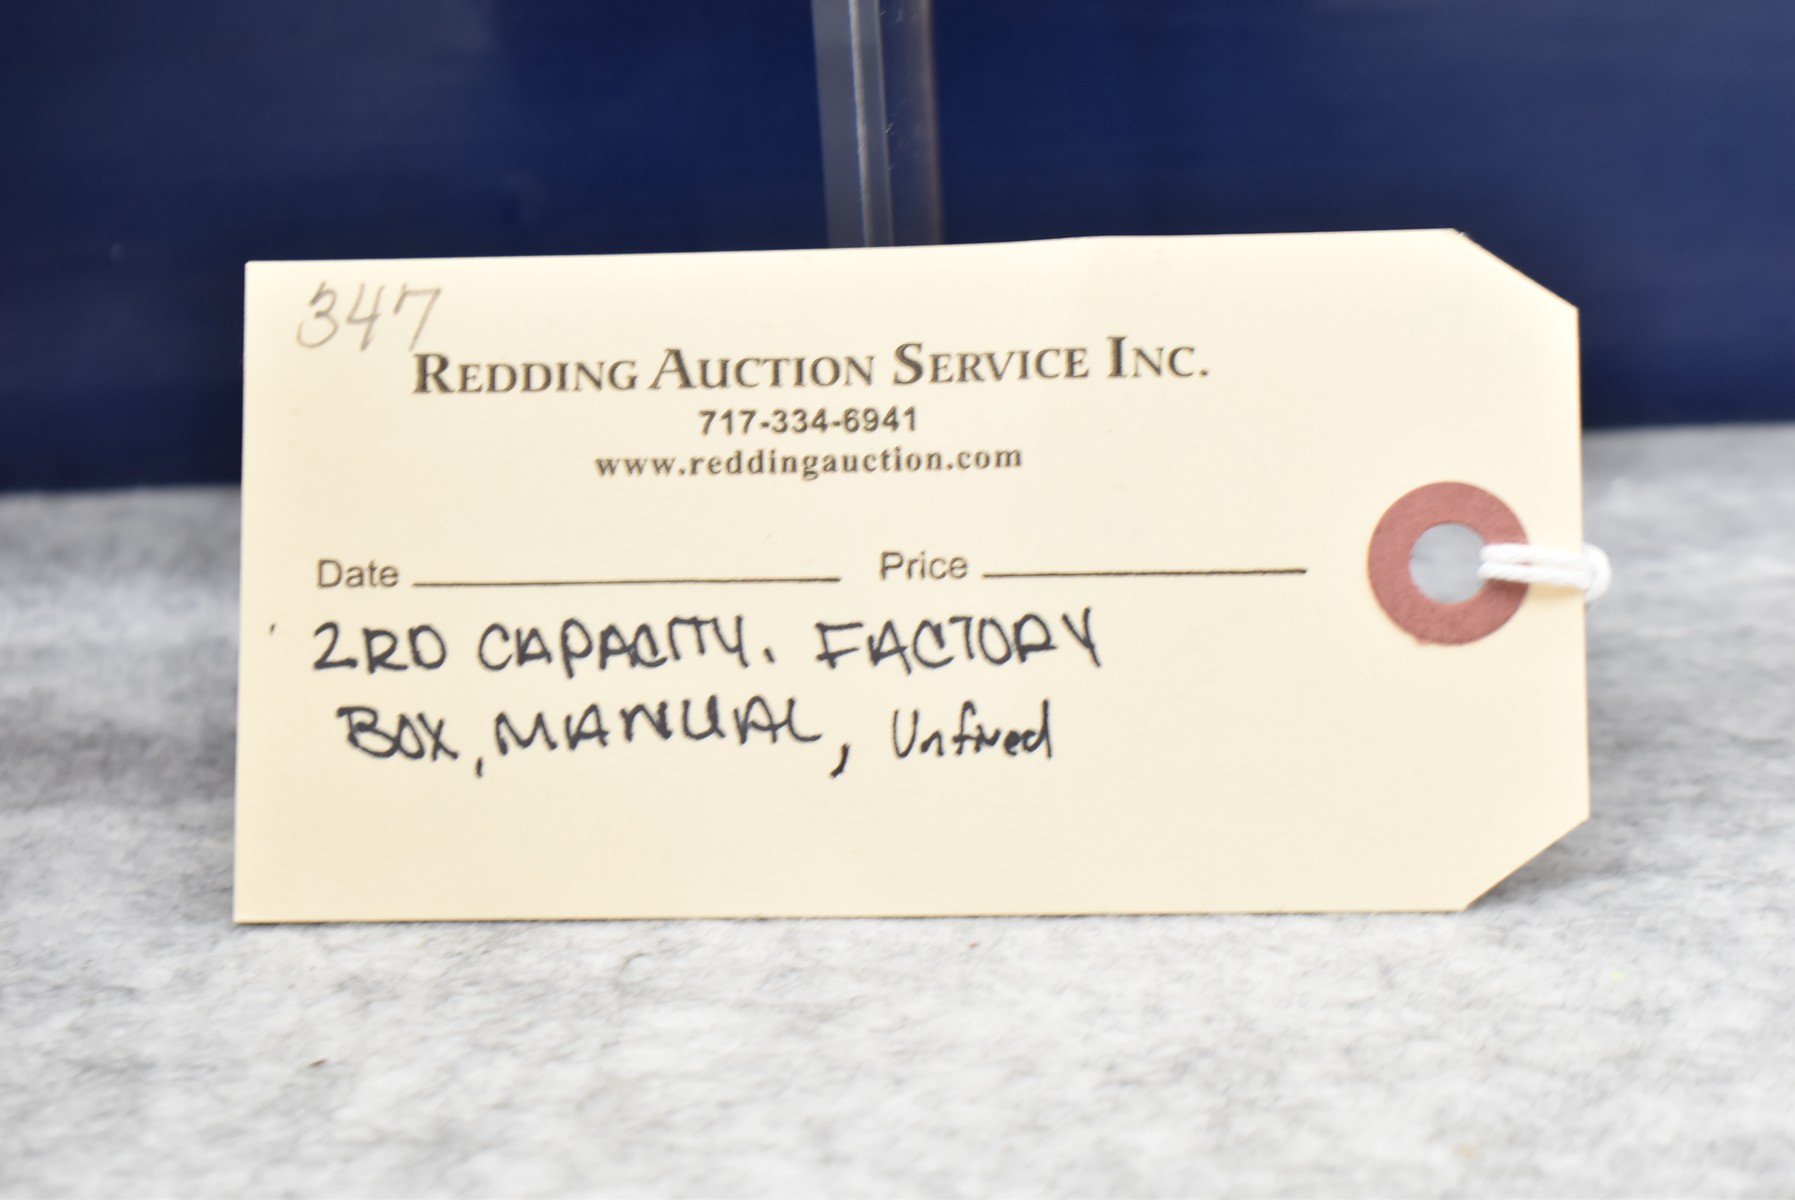 347
REDDING AUCTION SERVICE INC.
717-334-6941
www.reddingauction.com
Date Price
2RD CAPACITY. FACTORY
BOX, MANUAL, Unfired